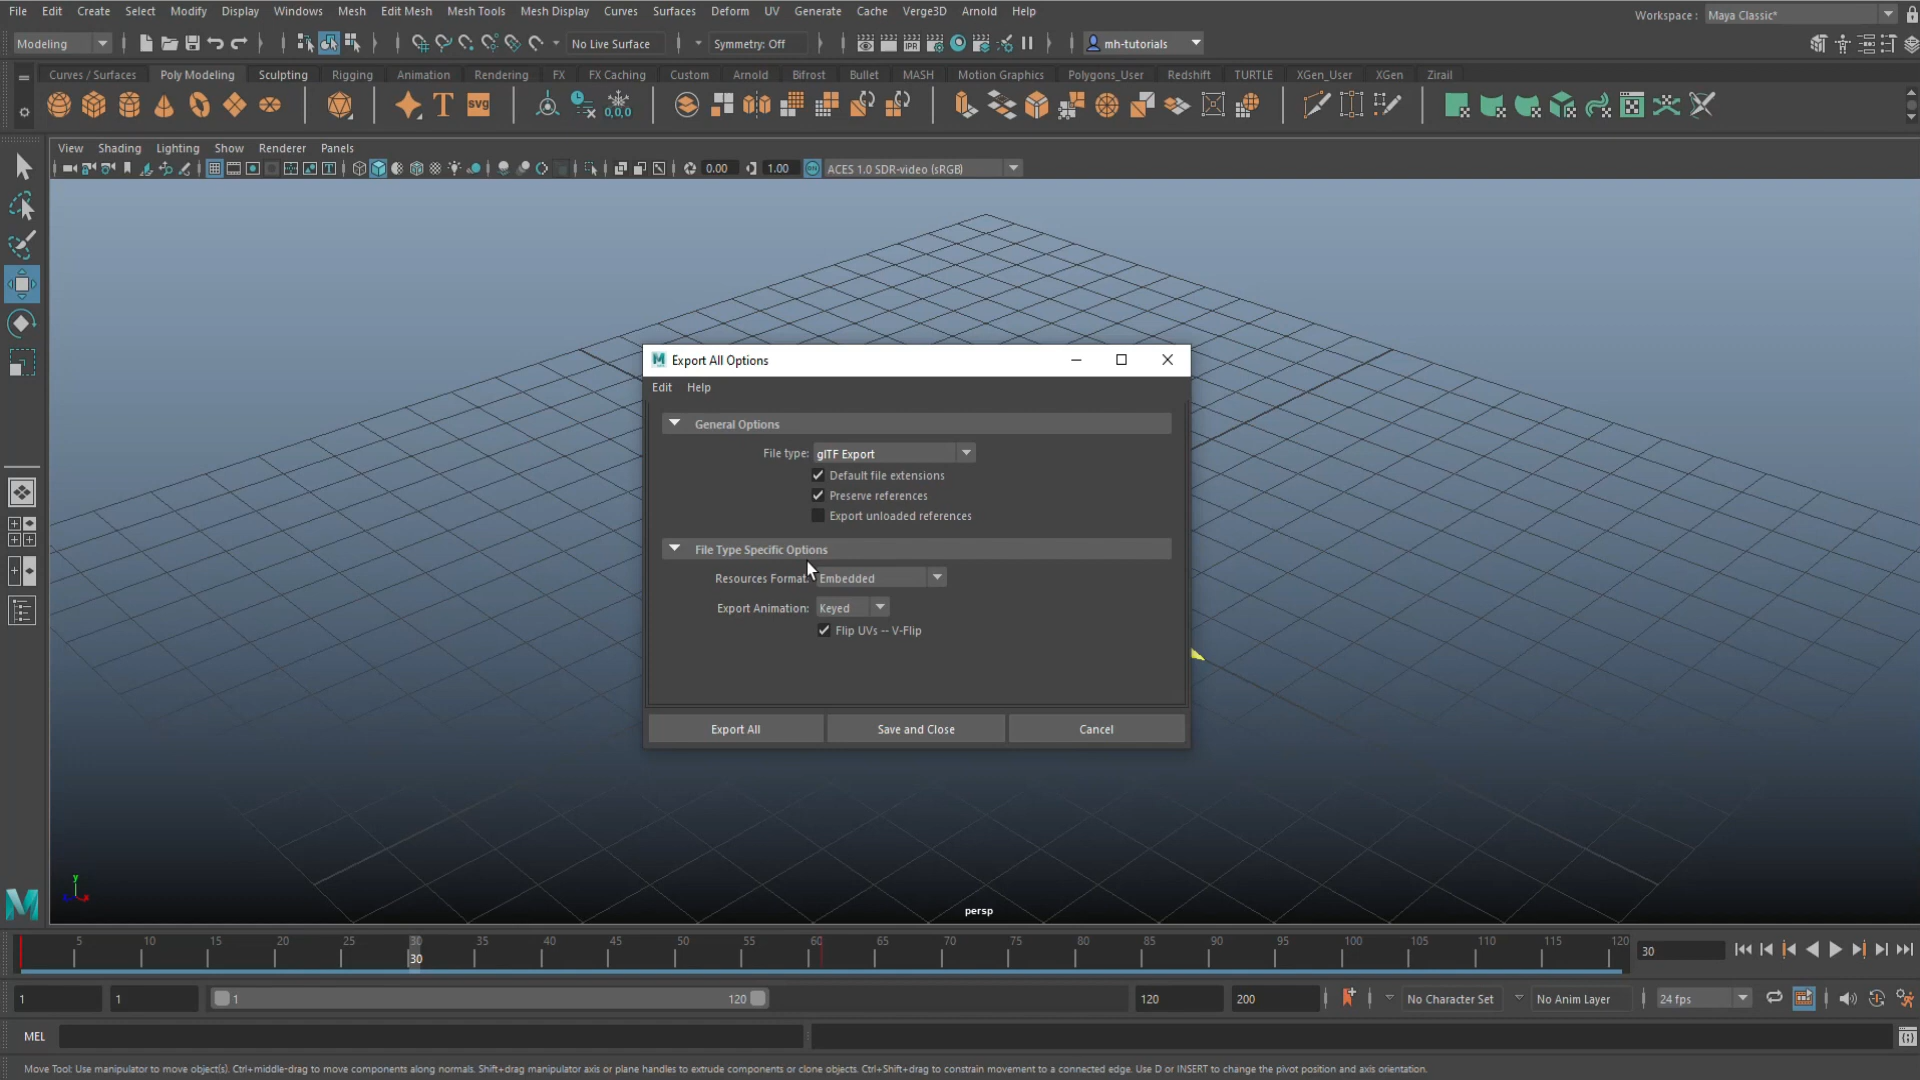 File Edit Create Select Modify Display Windows Mesh Edit Mesh Mesh Tools Mesh Display Curves Surfaces Deform UV Generate Cache Verge3D Arnold Help
Workspace : Maya Classic*
Modeling No Live Surface Symmetry: Off IPR mh-tutorials
Curves / Surfaces Poly Modeling Sculpting Rigging Animation Rendering FX FX Caching Custom Arnold Bifrost Bullet MASH Motion Graphics Polygons_User Redshift TURTLE XGen_User XGen Zirail
T SVG 0,0,0
View Shading Lighting Show Renderer Panels
0.00 1.00 ACES 1.0 SDR-video (sRGB)
M Export All Options
Edit Help
General Options
File type: glTF Export
Default file extensions
Preserve references
Export unloaded references
File Type Specific Options
Resources Format: Embedded
Export Animation: Keyed
Flip UVs -- V-Flip
Export All Save and Close Cancel
y
M
persp
5 10 15 20 25 30 35 40 45 50 55 60 65 70 75 80 85 90 95 100 105 110 115 120
30 30
1 1 1 120 120 200 No Character Set No Anim Layer 24 fps
MEL
Move Tool: Use manipulator to move object(s). Ctrl+middle-drag to move components along normals. Shift+drag manipulator axis or plane handles to extrude components or clone objects. Ctrl+Shift+drag to constrain movement to a connected edge. Use D or INSERT to change the pivot position and axis orientation.